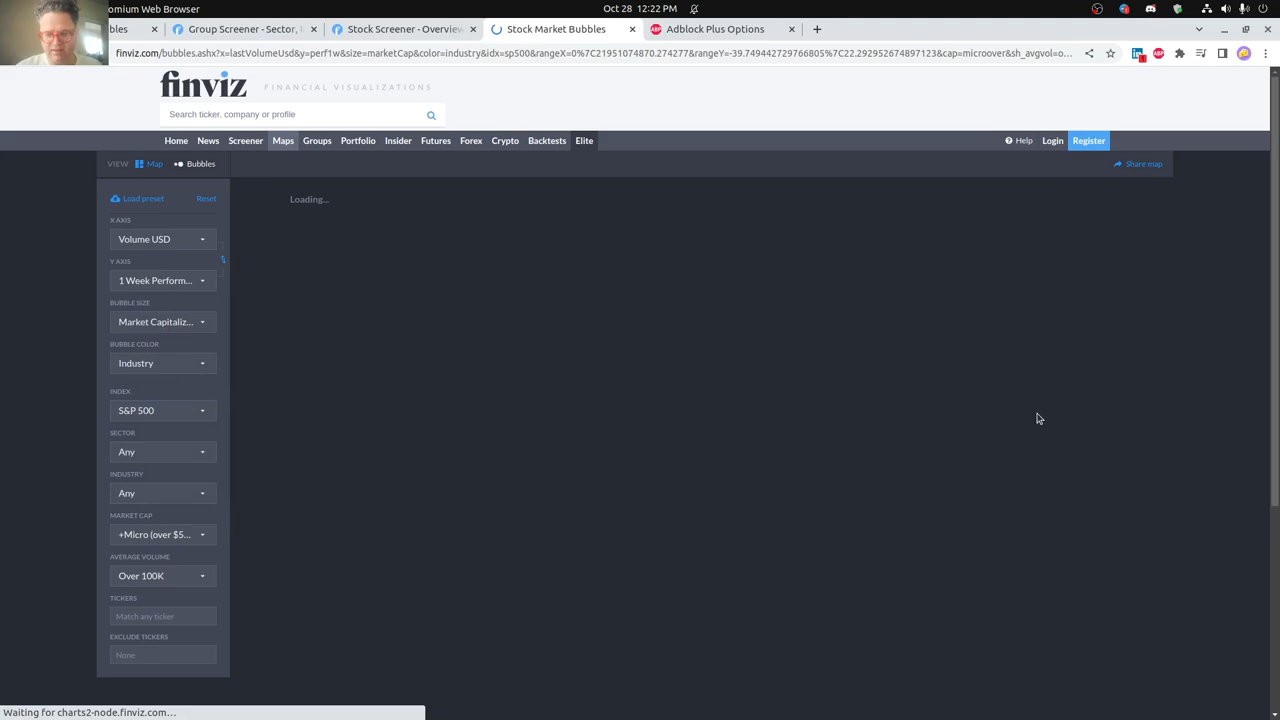 omium Web Browser
Oct 28 12:22 PM
bbles
Group Screener - Sector, I
Stock Screener - Overview
Stock Market Bubbles
Adblock Plus Options
finviz.com/bubbles.ashx?x=lastVolumeUsd&y=perf1w&size=marketCap&color=industry&idx=sp500&rangeX=0%7C21951074870.274277&rangeY=-39.74944272976805%7C22.292952674897123&cap=microover&sh_avgvol=o...
1
finviz
FINANCIAL VISUALIZATIONS
Search ticker, company or profile
Home News Screener Maps Groups Portfolio Insider Futures Forex Crypto Backtests Elite
Help Login Register
VIEW Map Bubbles
Share map
Load preset Reset
Loading...
X AXIS
Volume USD
Y AXIS
1 Week Perform...
BUBBLE SIZE
Market Capitaliz...
BUBBLE COLOR
Industry
INDEX
S&P 500
SECTOR
Any
INDUSTRY
Any
MARKET CAP
+Micro (over $5...
AVERAGE VOLUME
Over 100K
TICKERS
Match any ticker
EXCLUDE TICKERS
None
Waiting for charts2-node.finviz.com...